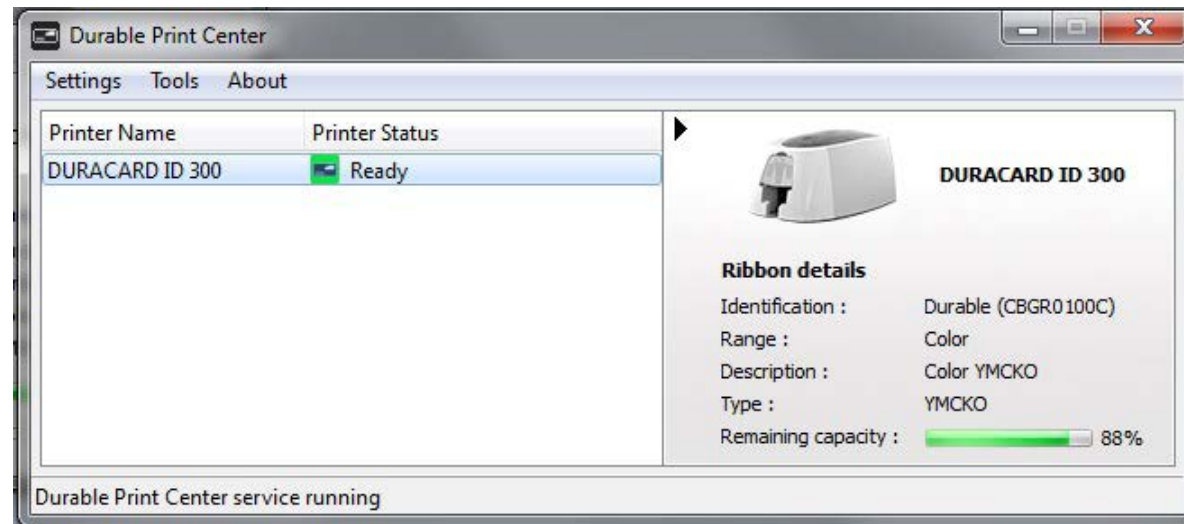 Durable Print Center
Settings Tools About
Printer Name Printer Status
DURACARD ID 300 Ready
DURACARD ID 300
Ribbon details
Identification : Durable (CBGR0100C)
Range : Color
Description : Color YMCKO
Type : YMCKO
Remaining capacity : 88%
Durable Print Center service running